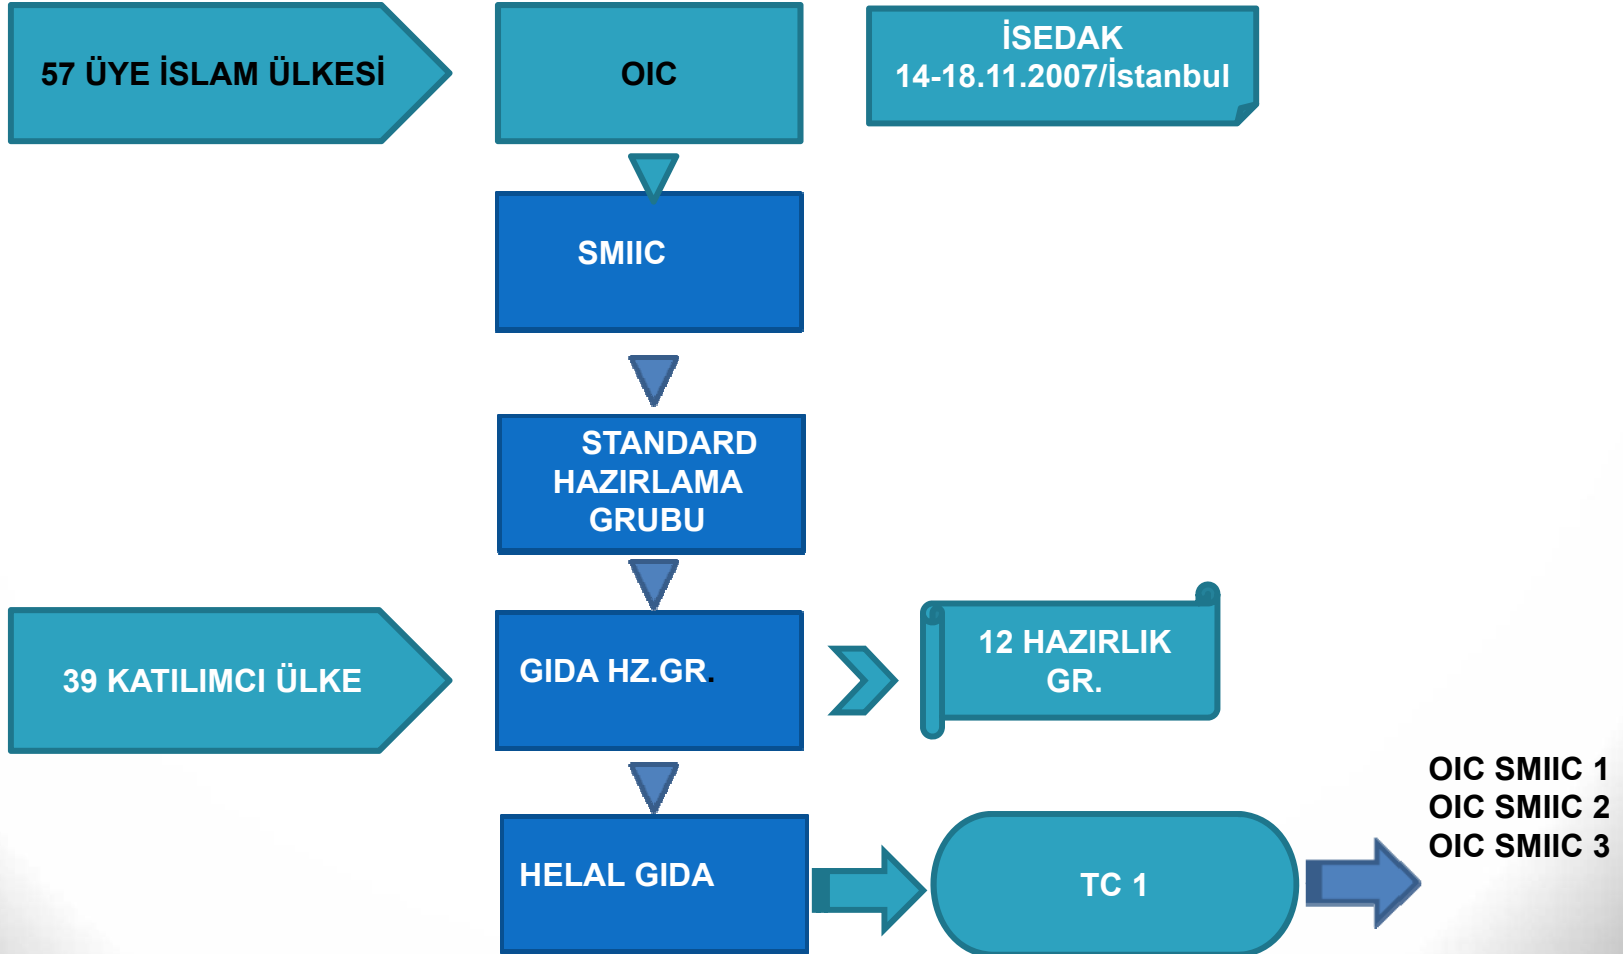 57 ÜYE İSLAM ÜLKESİ
OIC
İSEDAK
14-18.11.2007/İstanbul
SMIIC
STANDARD
HAZIRLAMA
GRUBU
39 KATILIMCI ÜLKE
GIDA HZ.GR.
12 HAZIRLIK
GR.
HELAL GIDA
TC 1
OIC SMIIC 1
OIC SMIIC 2
OIC SMIIC 3